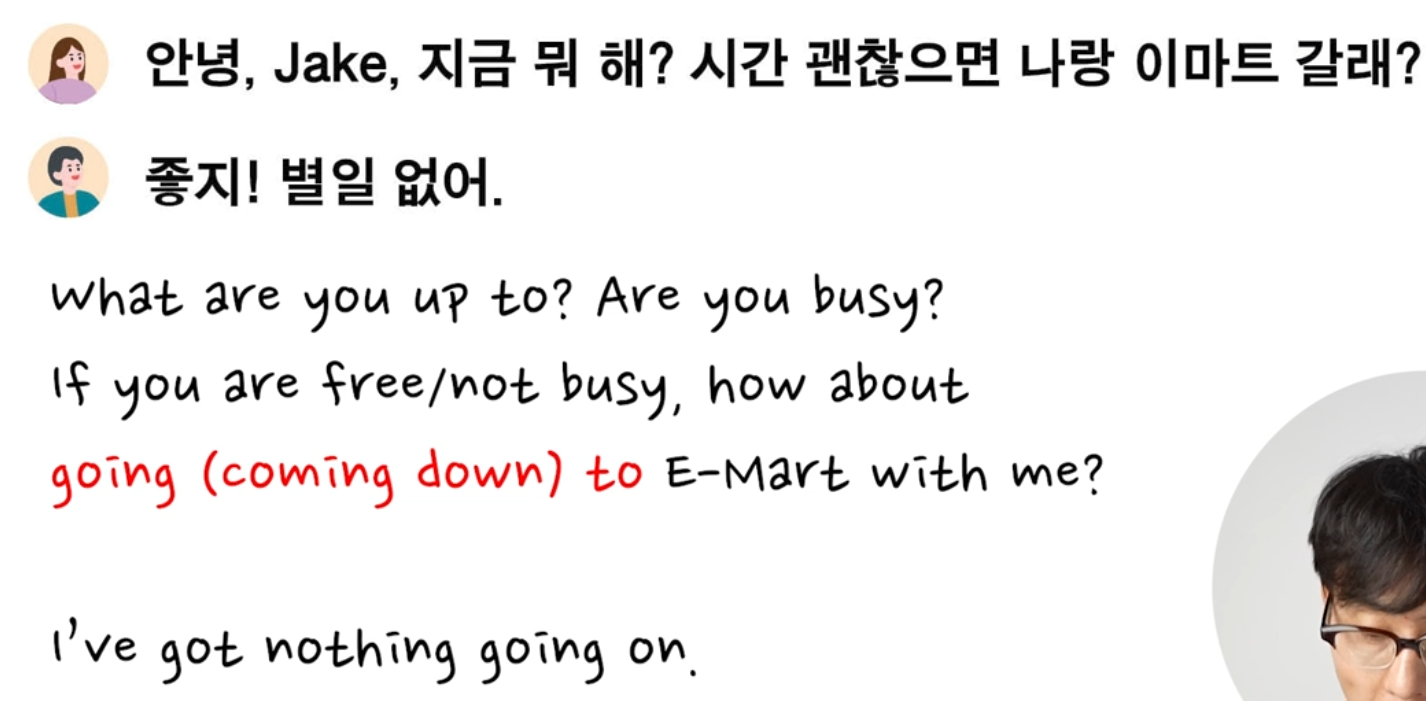 안녕, Jake, 지금 뭐 해? 시간 괜찮으면 나랑 이마트 갈래?
좋지! 별일 없어.
What are you up to? Are you busy?
If you are free/not busy, how about
going (coming down) to E-Mart with me?
I've got nothing going on.